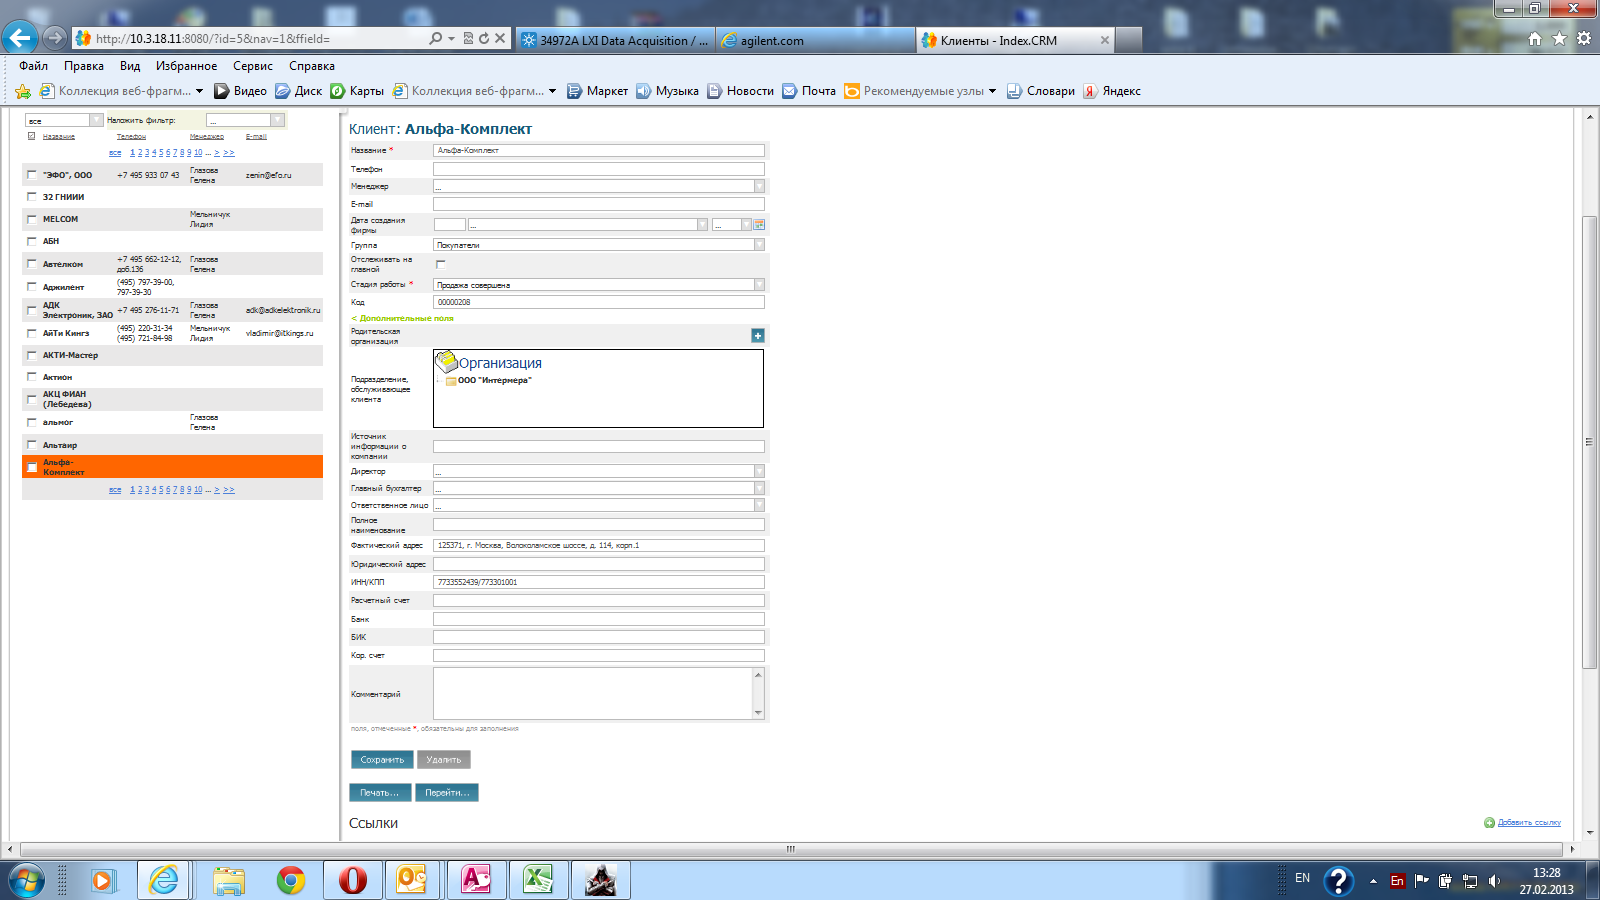 http://10.3.18.11:8080/?id=5&nav=1&ffield=
34972A LXI Data Acquisition / ...
agilent.com
Клиенты - Index.CRM
Файл Правка Вид Избранное Сервис Справка
Коллекция веб-фрагм... Видео Диск Карты Коллекция веб-фрагм... Маркет Музыка Новости Почта Рекомендуемые узлы Словари Яндекс
все Наложить фильтр: ...
Название Телефон Менеджер E-mail
все 1 2 3 4 5 6 7 8 9 10 ... > >>
"ЭФО", ООО +7 495 933 07 43 Глазова Гелена zenin@efo.ru
32 ГНИИИ
MELCOM Мельничук Лидия
АБН
Автелком +7 495 662-12-12, доб.136 Глазова Гелена
Аджилент (495) 797-39-00, 797-39-30
АДК Электроник, ЗАО +7 495 276-11-71 Глазова Гелена adk@adkelektronik.ru
АйТи Кингз (495) 220-31-34 (495) 721-84-98 Мельничук Лидия vladimir@itkings.ru
АКТИ-Мастер
Актион
АКЦ ФИАН (Лебедева)
альмог Глазова Гелена
Альтаир
Альфа-Комплект
все 1 2 3 4 5 6 7 8 9 10 ... > >>
Клиент: Альфа-Комплект
Название * Альфа-Комплект
Телефон
Менеджер ...
E-mail
Дата создания фирмы ... ...
Группа Покупатели
Отслеживать на главной
Стадия работы * Продажа совершена
Код 00000208
< Дополнительные поля
Родительская организация +
Подразделение, обслуживающее клиента
Организация
ООО "Интермера"
Источник информации о компании
Директор ...
Главный бухгалтер ...
Ответственное лицо ...
Полное наименование
Фактический адрес 125371, г. Москва, Волоколамское шоссе, д. 114, корп.1
Юридический адрес
ИНН/КПП 7733552439/773301001
Расчетный счет
Банк
БИК
Кор. счет
Комментарий
поля, отмеченные *, обязательны для заполнения
Сохранить Удалить
Печать... Перейти...
Ссылки
Добавить ссылку
EN
En
13:28
27.02.2013